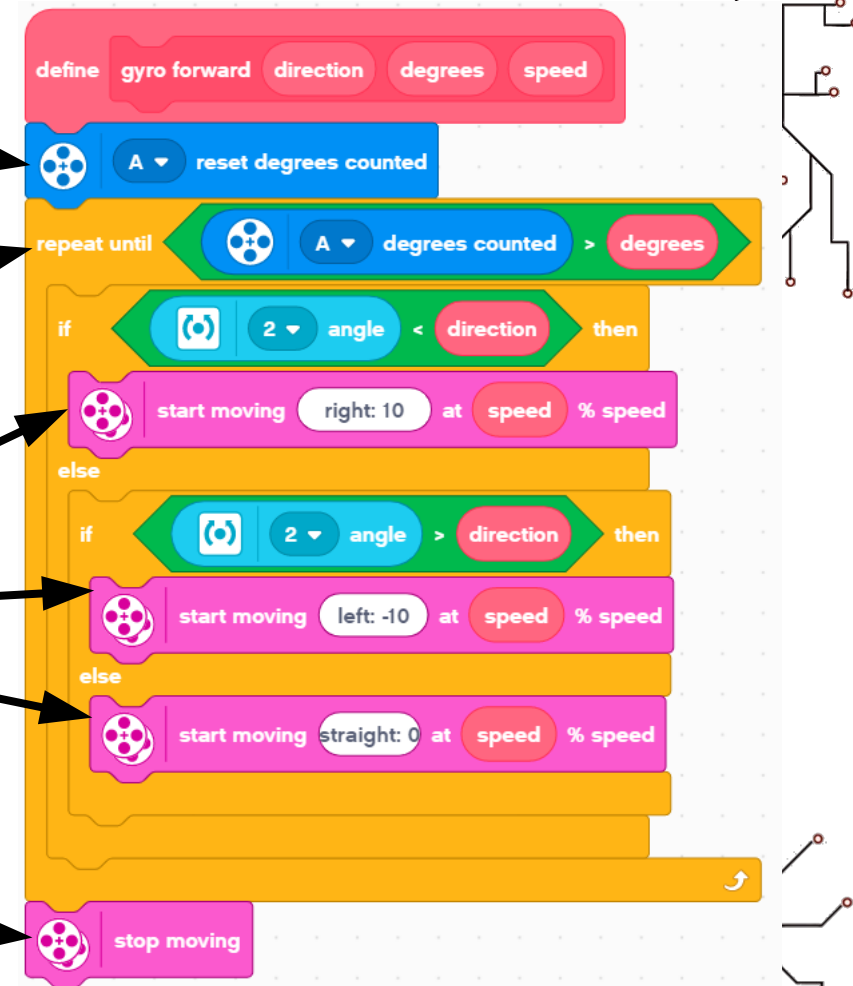 define gyro forward direction degrees speed
A reset degrees counted
repeat until A degrees counted > degrees
if 2 angle < direction then
start moving right: 10 at speed % speed
else
if 2 angle > direction then
start moving left: -10 at speed % speed
else
start moving straight: 0 at speed % speed
stop moving